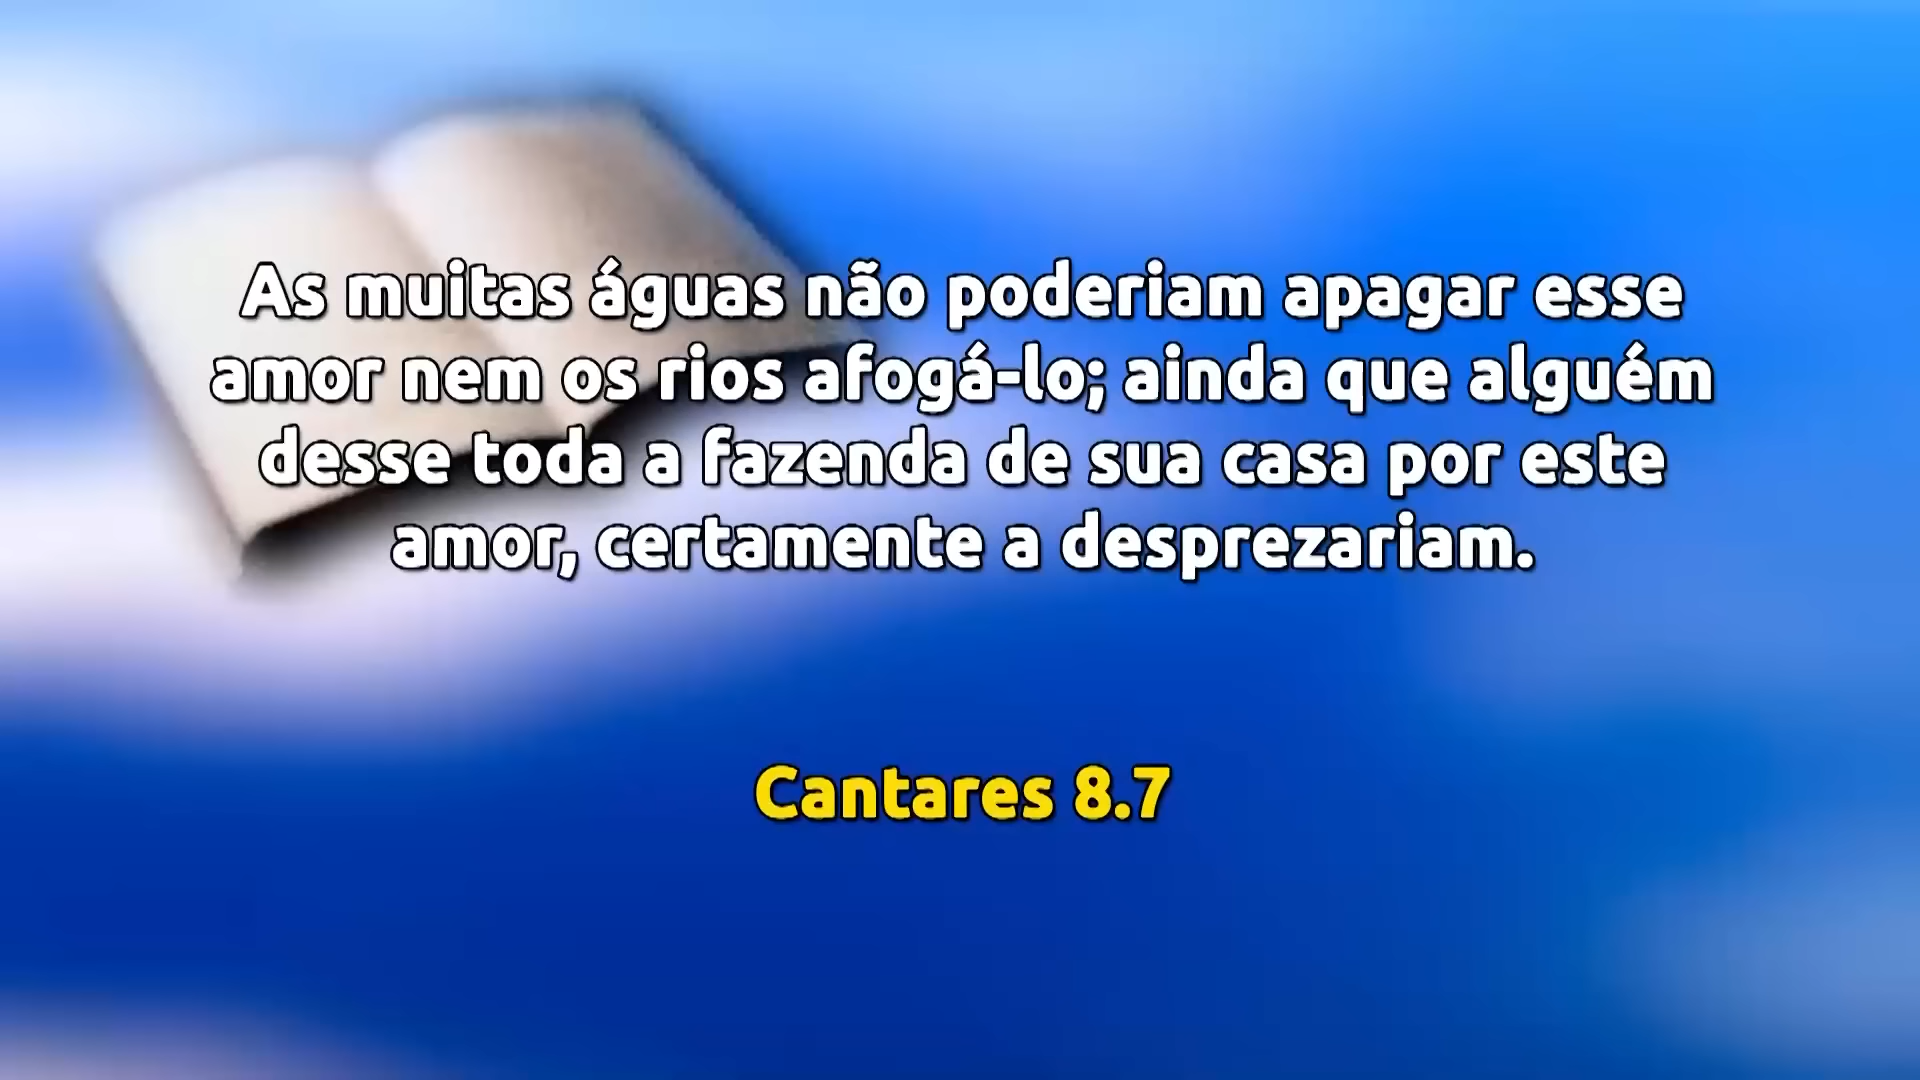 As muitas águas não poderiam apagar esse
amor nem os rios afogá-lo; ainda que alguém
desse toda a fazenda de sua casa por este
amor, certamente a desprezariam.
Cantares 8.7